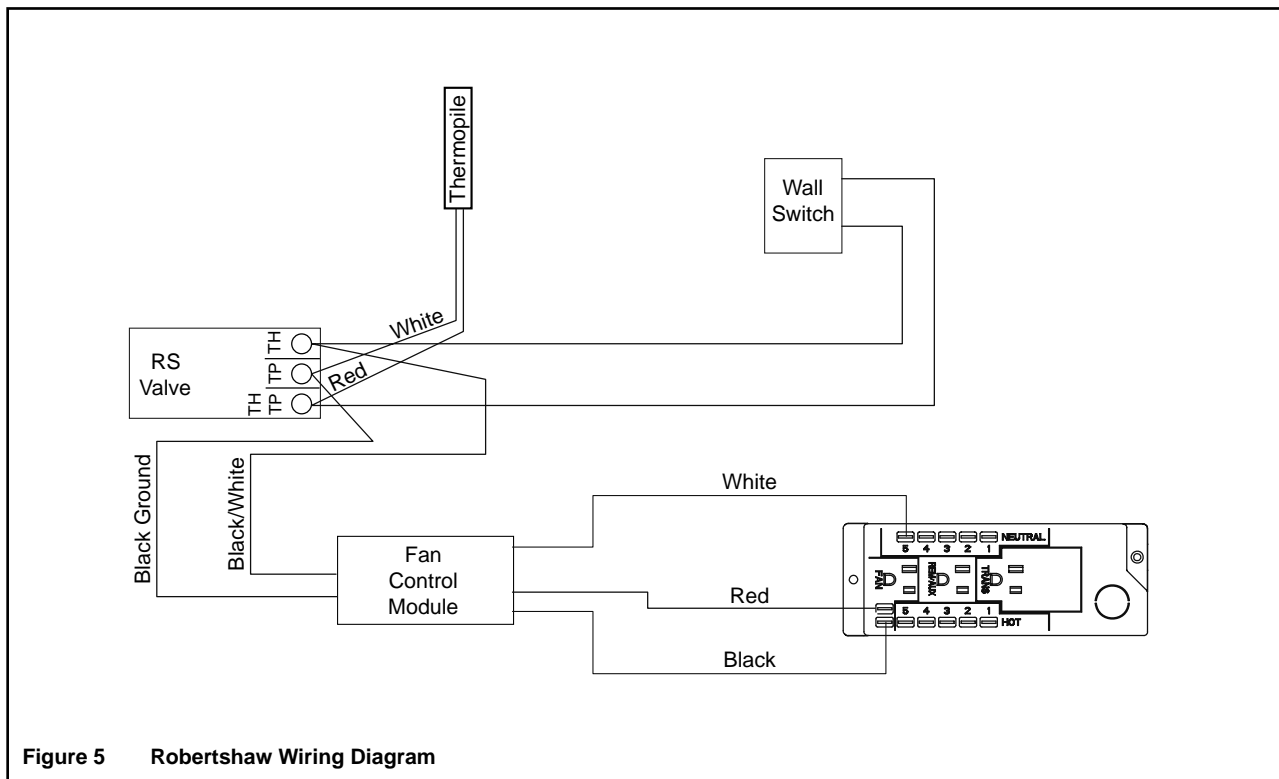 Thermopile
Wall
Switch
White
Red
RS
Valve
TH
TP
TH
TP
Black Ground
Black/White
Fan
Control
Module
White
Red
Black
5 4 3 2 1 NEUTRAL
FAN
REM/AUX
TRANS
5 4 3 2 1 HOT
Figure 5 Robertshaw Wiring Diagram